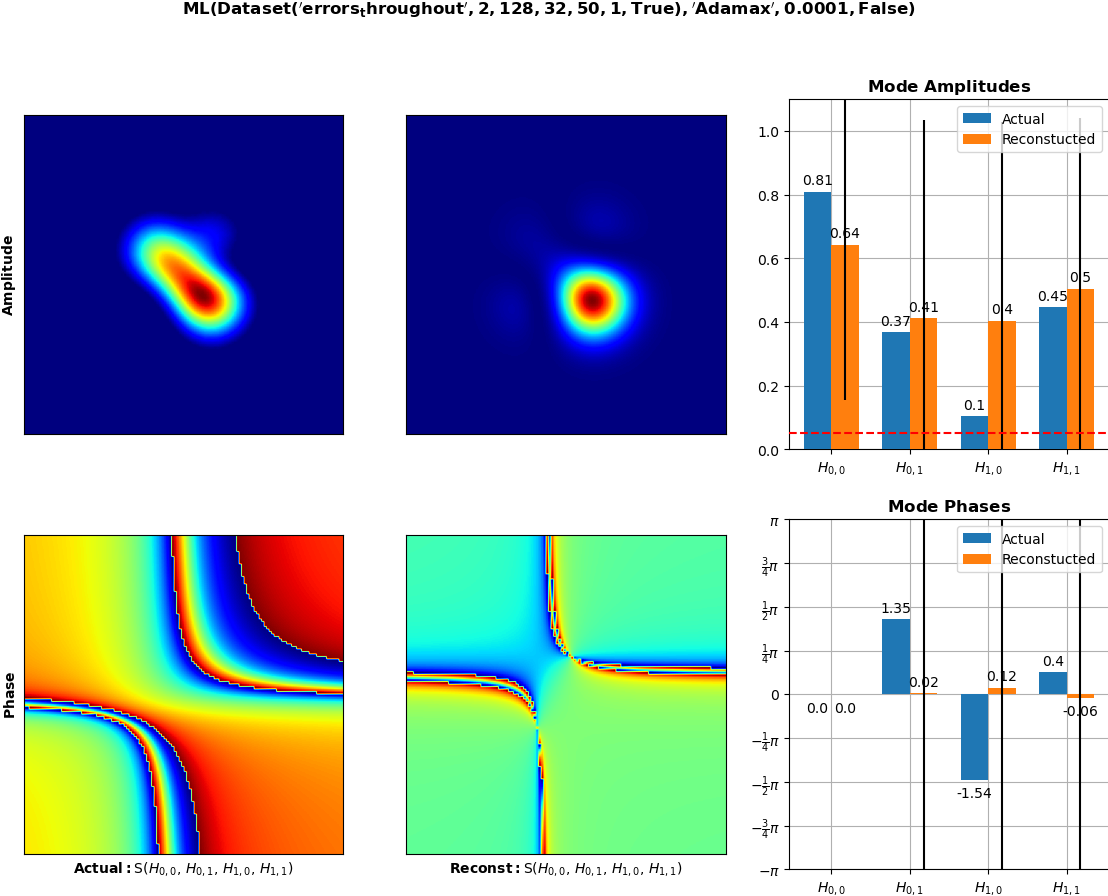 ML(Dataset('errors_throughout', 2, 128, 32, 50, 1, True), 'Adamax', 0.0001, False)
Amplitude
Mode Amplitudes
Actual
Reconstucted
1.0
0.8
0.6
0.4
0.2
0.0
0.81
0.64
0.37
0.41
0.1
0.4
0.45
0.5
H0,0
H0,1
H1,0
H1,1
Phase
Actual: S(H0,0, H0,1, H1,0, H1,1)
Reconst: S(H0,0, H0,1, H1,0, H1,1)
Mode Phases
Actual
Reconstucted
π
3/4π
1/2π
1/4π
0
−1/4π
−1/2π
−3/4π
−π
0.0
0.0
1.35
0.02
-1.54
0.12
0.4
-0.06
H0,0
H0,1
H1,0
H1,1